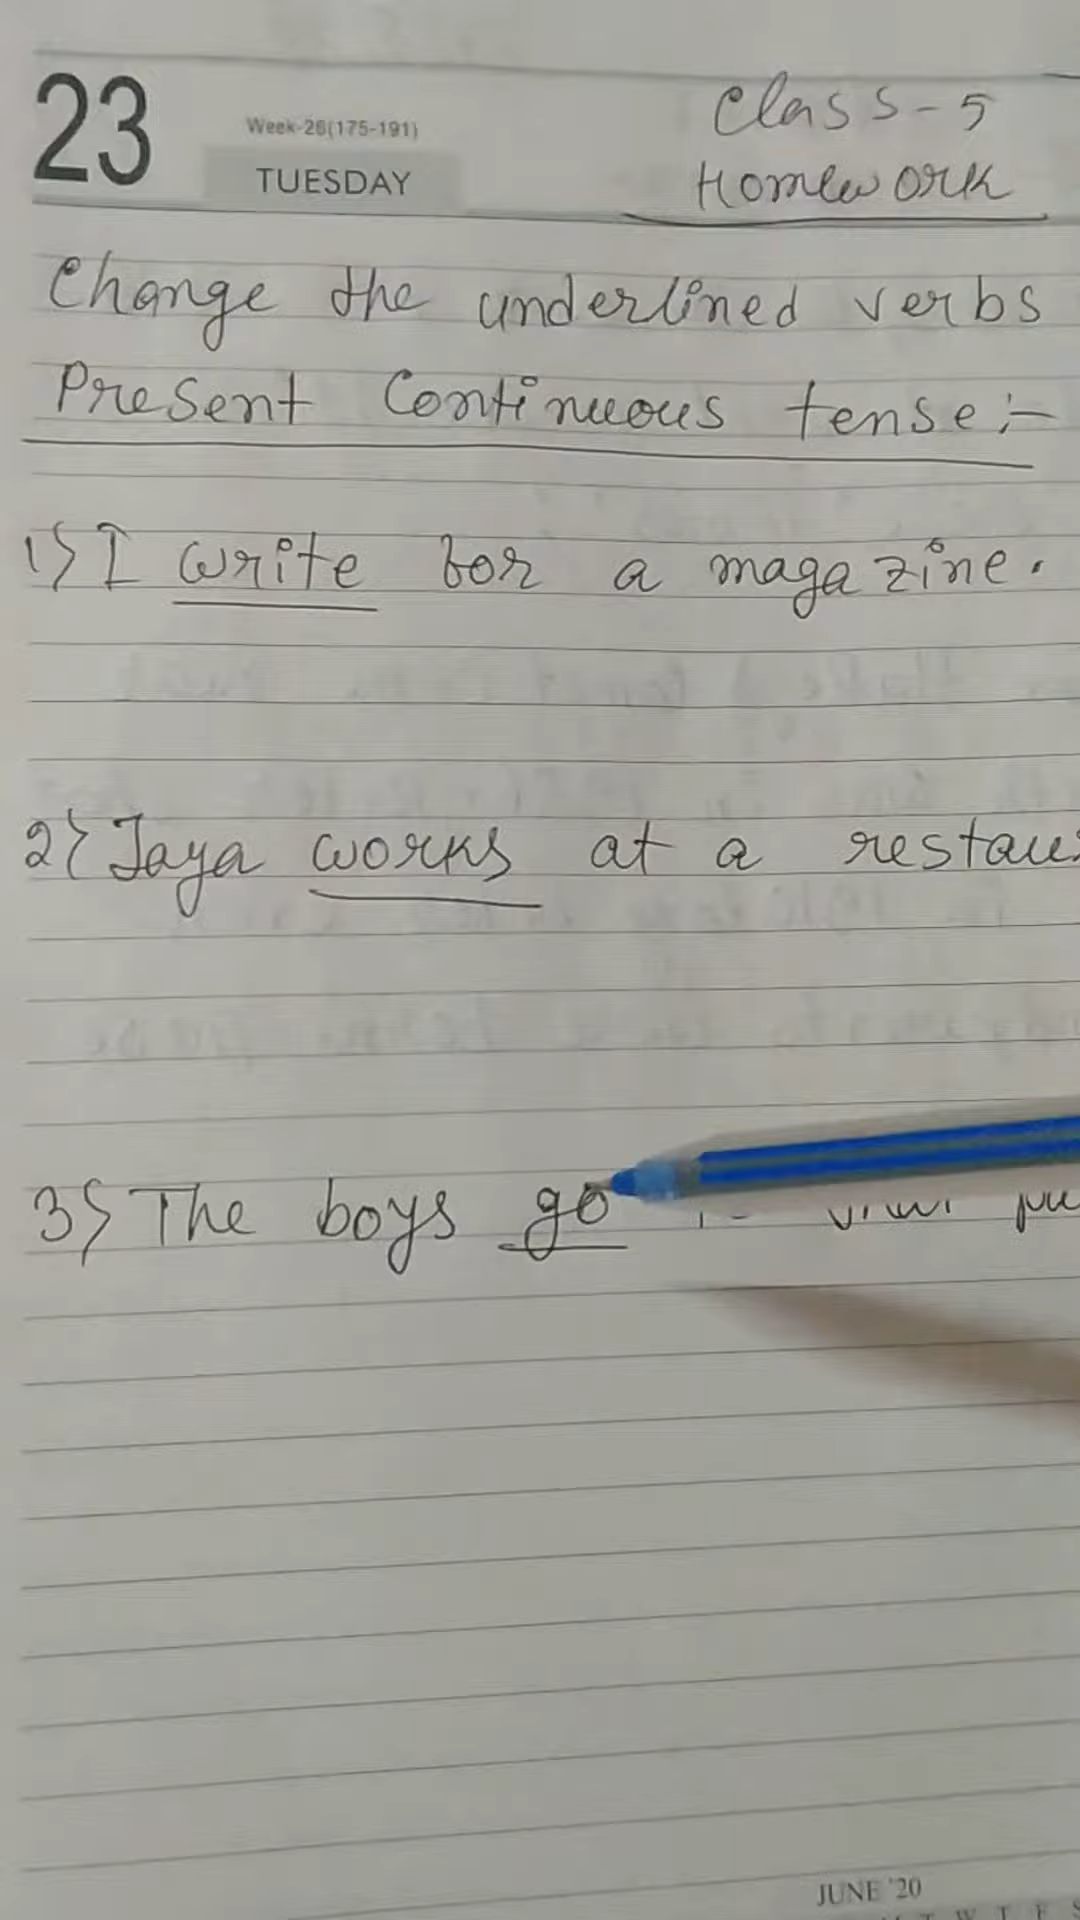 23
Week-26(175-191)
TUESDAY
Class-5
Homework
Change the underlined verbs
Present Continuous tense:-
1) I write for a magazine.
2) Jaya works at a
3) The boys go
JUNE '20
T W T F S